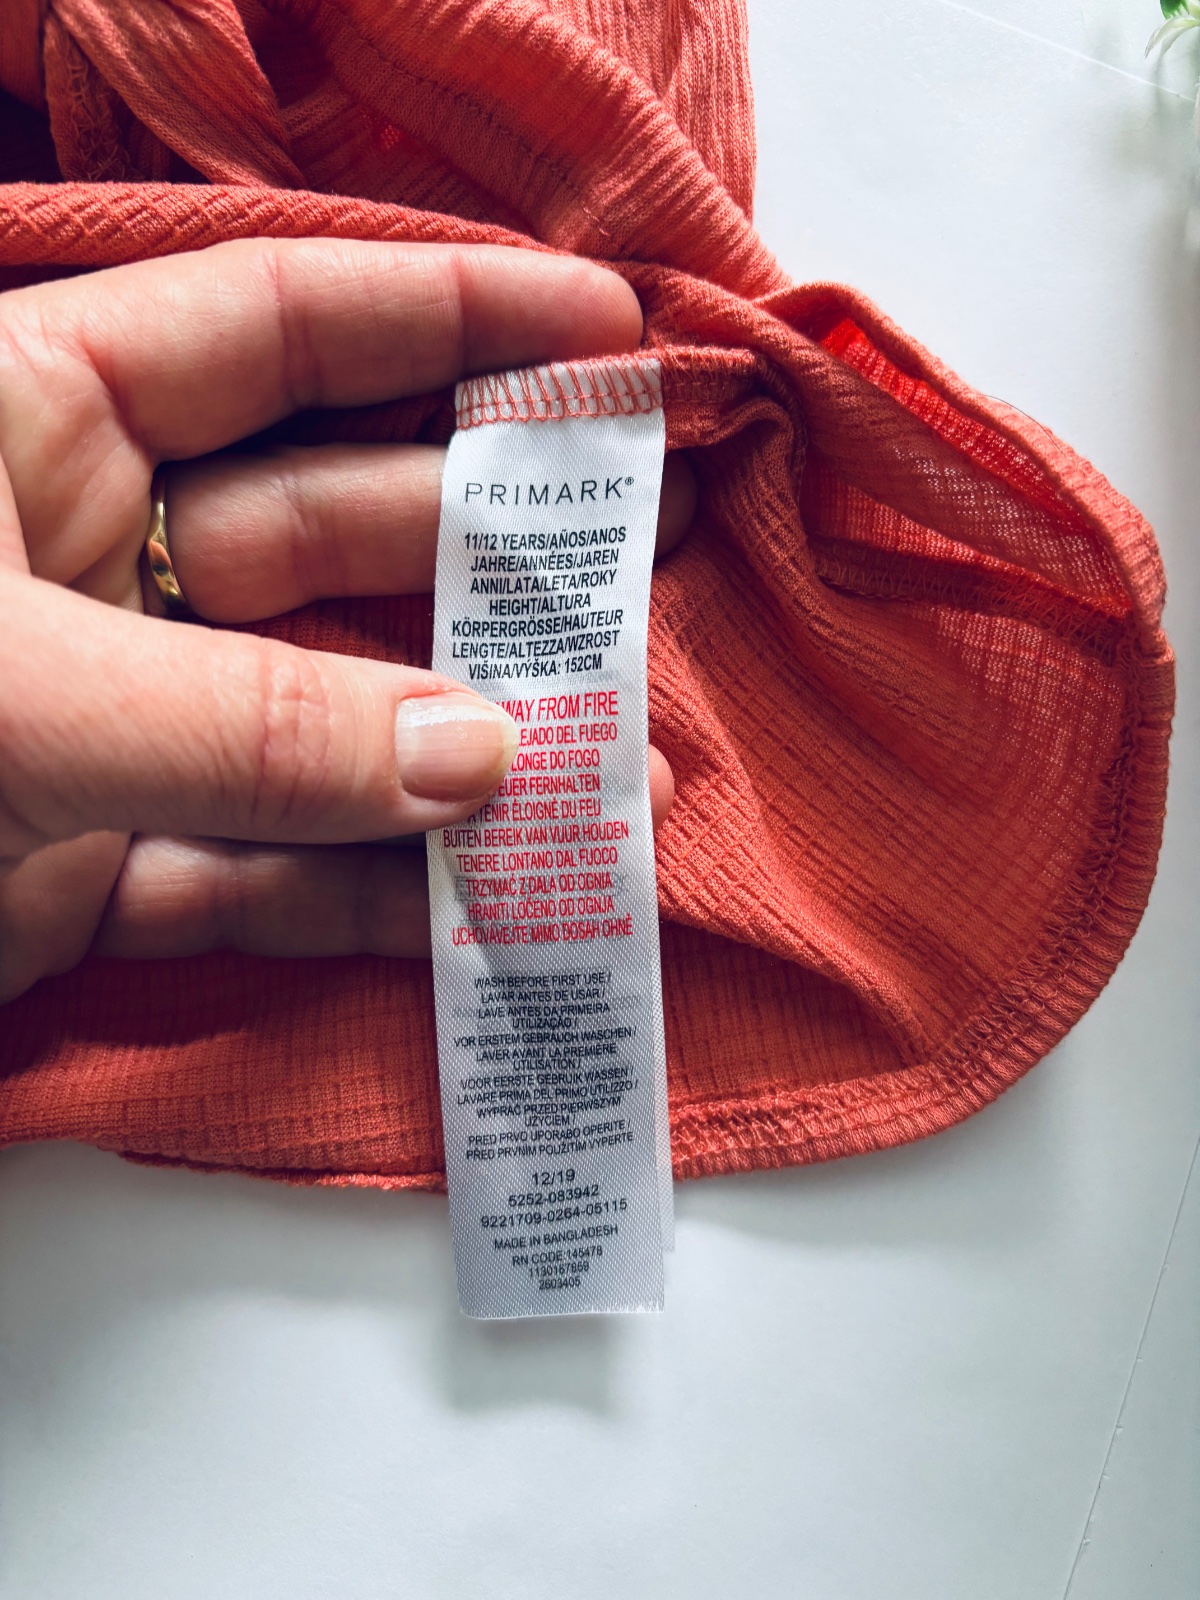 PRIMARK®
11/12 YEARS/AÑOS/ANOS
JAHRE/ANNÉES/JAREN
ANNI/LATA/LETA/ROKY
HEIGHT/ALTURA
KÖRPERGRÖSSE/HAUTEUR
LENGTE/ALTEZZA/WZROST
VIŠINA/VÝŠKA: 152CM
WAY FROM FIRE
EJADO DEL FUEGO
LONGE DO FOGO
EUER FERNHALTEN
TENIR ÉLOIGNÉ DU FEU
BUITEN BEREIK VAN VUUR HOUDEN
TENERE LONTANO DAL FUOCO
TRZYMAĆ Z DALA OD OGNIA
HRANITI LOČENO OD OGNJA
UCHOVÁVEJTE MIMO DOSAH OHNĚ
WASH BEFORE FIRST USE /
LAVAR ANTES DE USAR /
LAVE ANTES DA PRIMEIRA
UTILIZAÇÃO /
VOR ERSTEM GEBRAUCH WASCHEN /
LAVER AVANT LA PREMIÈRE
UTILISATION /
VOOR EERSTE GEBRUIK WASSEN /
LAVARE PRIMA DEL PRIMO UTILIZZO /
WYPRAĆ PRZED PIERWSZYM
UŻYCIEM /
PRED PRVO UPORABO OPERITE /
PŘED PRVNÍM POUŽITÍM VYPERTE
12/19
5252-083942
9221709-0264-05115
MADE IN BANGLADESH
RN CODE:145478
1130167859
2603405